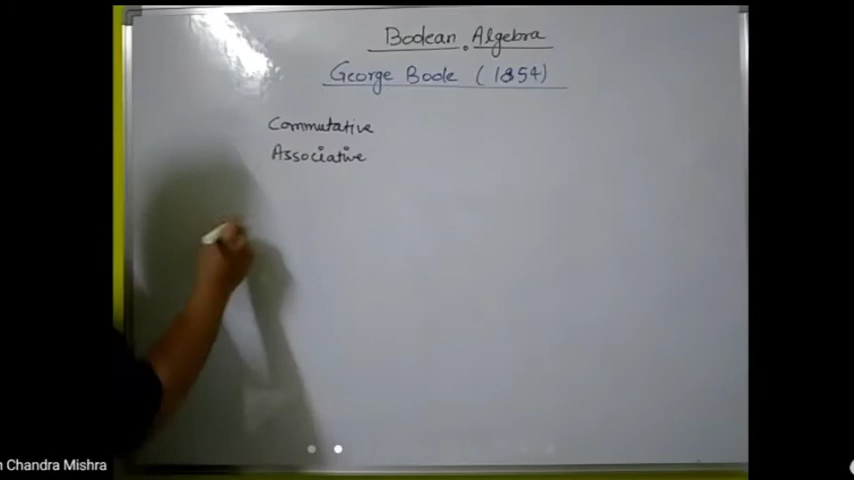 Boolean Algebra
George Boole (1854)
Commutative
Associative
n Chandra Mishra